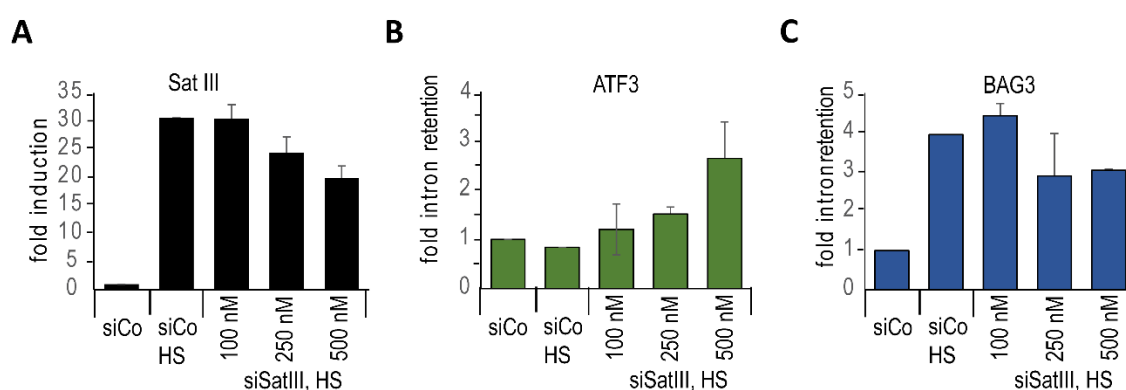 A
Sat III
fold induction
35
30
25
20
15
10
5
0
siCo
siCo
HS
100 nM
250 nM
500 nM
siSatIII, HS
B
ATF3
fold intron retention
4
3
2
1
0
siCo
siCo
HS
100 nM
250 nM
500 nM
siSatIII, HS
C
BAG3
fold intron retention
5
4
3
2
1
0
siCo
siCo
HS
100 nM
250 nM
500 nM
siSatIII, HS